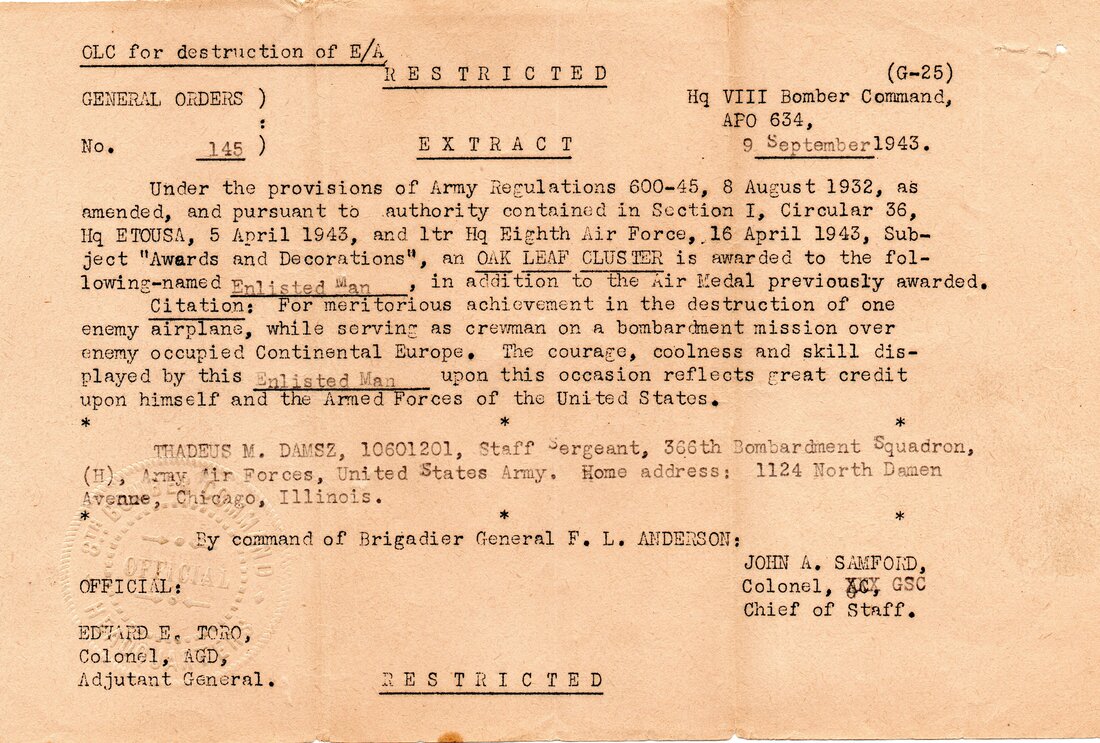 OLC for destruction of E/A
RESTRICTED
(G-25)
GENERAL ORDERS )
Hq VIII Bomber Command,
:
APO 634,
No. 145 )
EXTRACT
9 September 1943.
Under the provisions of Army Regulations 600-45, 8 August 1932, as
amended, and pursuant to authority contained in Section I, Circular 36,
Hq ETOUSA, 5 April 1943, and ltr Hq Eighth Air Force, 16 April 1943, Sub-
ject "Awards and Decorations", an OAK LEAF CLUSTER is awarded to the fol-
lowing-named Enlisted Man , in addition to the Air Medal previously awarded.
Citation: For meritorious achievement in the destruction of one
enemy airplane, while serving as crewman on a bombardment mission over
enemy occupied Continental Europe. The courage, coolness and skill dis-
played by this Enlisted Man upon this occasion reflects great credit
upon himself and the Armed Forces of the United States.
* * *
THADEUS M. DAMSZ, 10601201, Staff Sergeant, 366th Bombardment Squadron,
(H), Army Air Forces, United States Army. Home address: 1124 North Damen
Avenue, Chicago, Illinois.
* * *
By command of Brigadier General F. L. ANDERSON:
JOHN A. SAMFORD,
OFFICIAL:
Colonel, GSC
Chief of Staff.
EDWARD E. TORO,
Colonel, AGD,
Adjutant General.
RESTRICTED
8TH BOMBER COMMAND
OFFICIAL